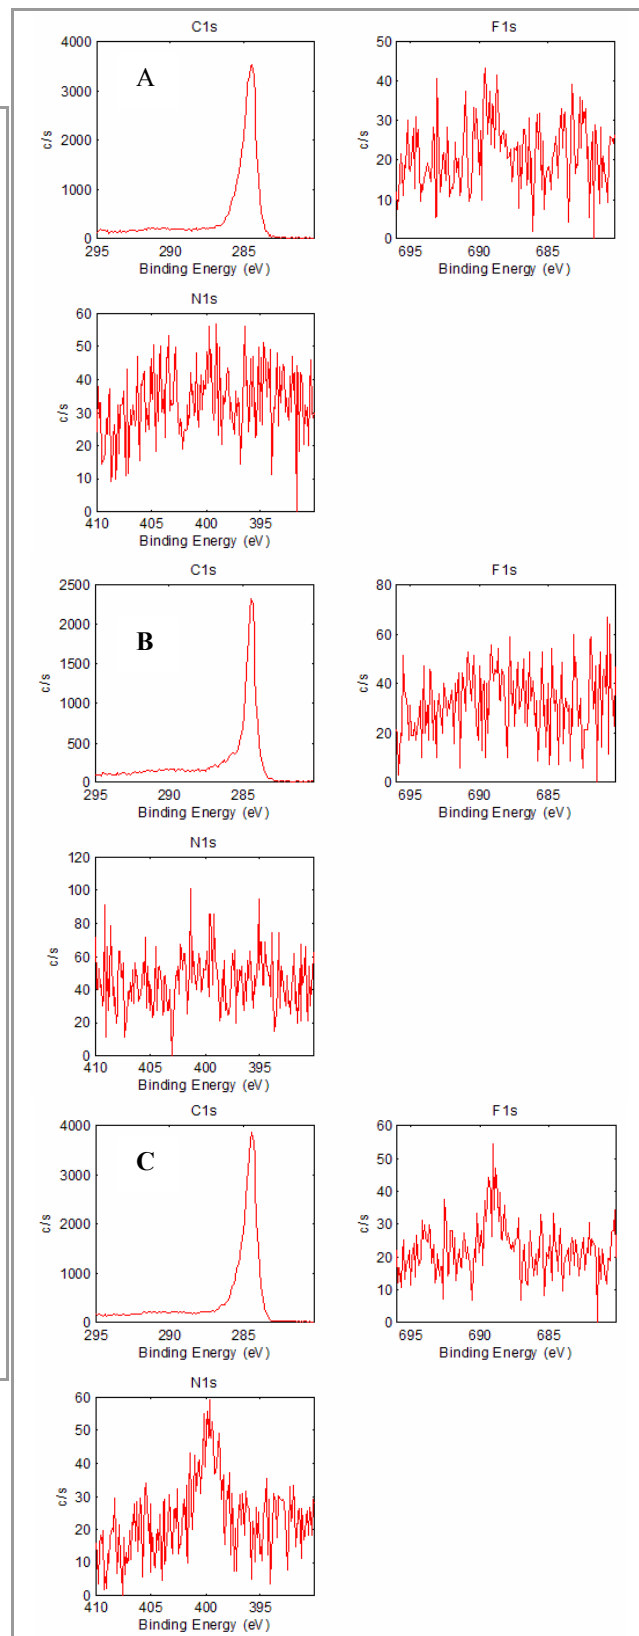 C1s
F1s
4000
3000
2000
1000
0
c/s
A
295
290
285
Binding Energy (eV)
50
40
30
20
10
0
c/s
695
690
685
Binding Energy (eV)
N1s
60
50
40
30
20
10
0
c/s
410
405
400
395
Binding Energy (eV)
C1s
F1s
2500
2000
1500
1000
500
0
c/s
B
295
290
285
Binding Energy (eV)
80
60
40
20
0
c/s
695
690
685
Binding Energy (eV)
N1s
120
100
80
60
40
20
0
c/s
410
405
400
395
Binding Energy (eV)
C1s
F1s
4000
3000
2000
1000
0
c/s
C
295
290
285
Binding Energy (eV)
60
50
40
30
20
10
0
c/s
695
690
685
Binding Energy (eV)
N1s
60
50
40
30
20
10
0
c/s
410
405
400
395
Binding Energy (eV)